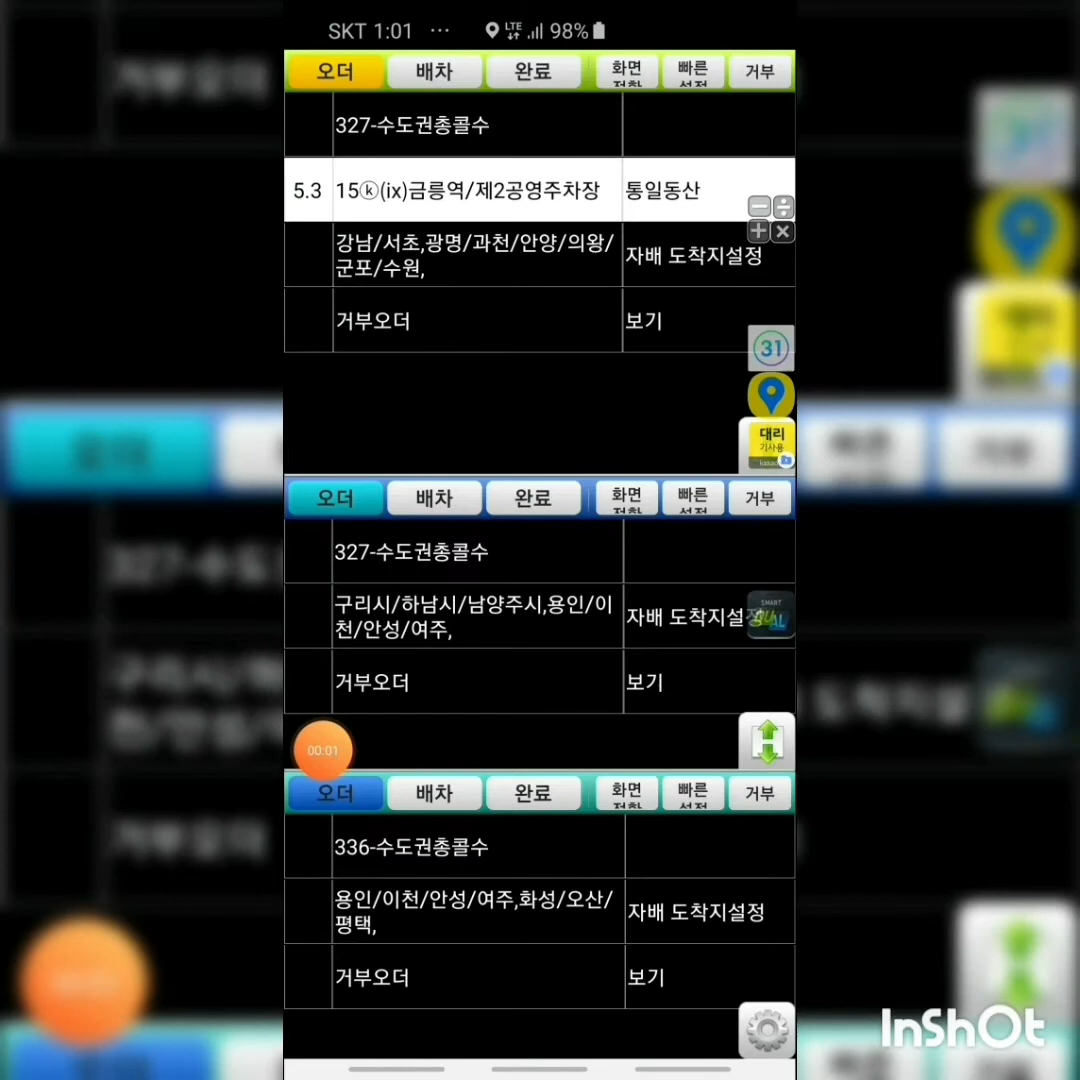 SKT 1:01 ··· LTE 98%
오더 배차 완료 화면 빠른 거부
327-수도권총콜수
5.3 15ⓚ(ix)금릉역/제2공영주차장 통일동산
강남/서초,광명/과천/안양/의왕/
군포/수원, 자배 도착지설정
거부오더 보기
31
대리
기사용
오더 배차 완료 화면 빠른 거부
327-수도권총콜수
구리시/하남시/남양주시,용인/이
천/안성/여주, 자배 도착지설정
SMART
거부오더 보기
00:01
오더 배차 완료 화면 빠른 거부
336-수도권총콜수
용인/이천/안성/여주,화성/오산/
평택, 자배 도착지설정
거부오더 보기
InShOt